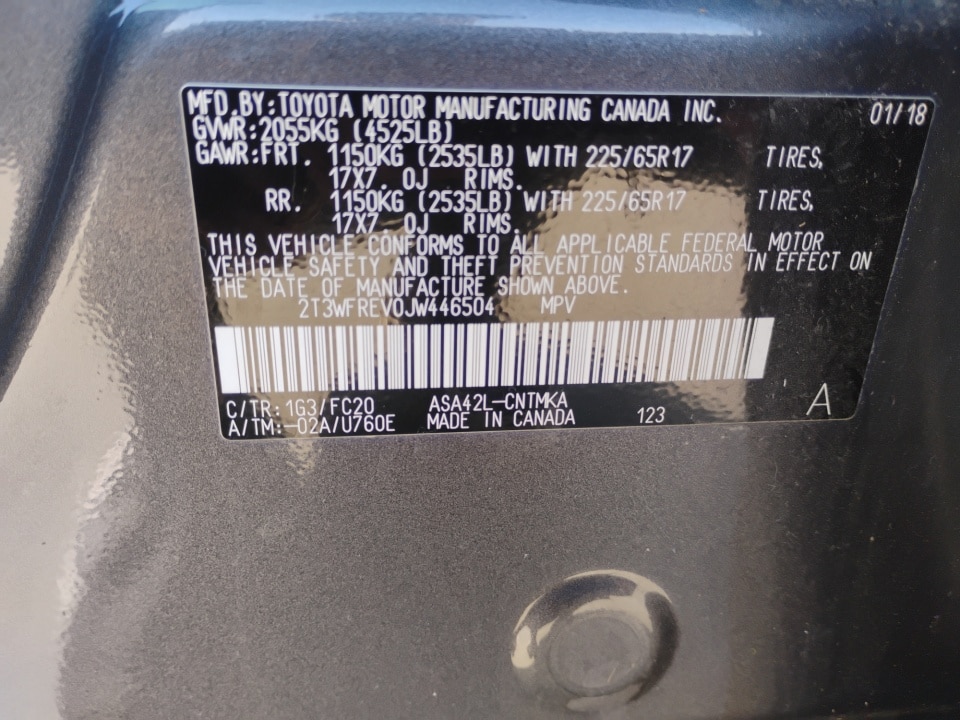 MFD.BY:TOYOTA MOTOR MANUFACTURING CANADA INC. 01/18
GVWR:2055KG (4525LB)
GAWR:FRT. 1150KG (2535LB) WITH 225/65R17 TIRES,
17X7. 0J RIMS.
RR. 1150KG (2535LB) WITH 225/65R17 TIRES,
17X7 0J RIMS.
THIS VEHICLE CONFORMS TO ALL APPLICABLE FEDERAL MOTOR
VEHICLE SAFETY AND THEFT PREVENTION STANDARDS IN EFFECT ON
THE DATE OF MANUFACTURE SHOWN ABOVE.
2T3WFREV0JW446504 MPV
C/TR:1G3/FC20 ASA42L-CNTMKA
A/TM:-02A/U760E MADE IN CANADA 123 A